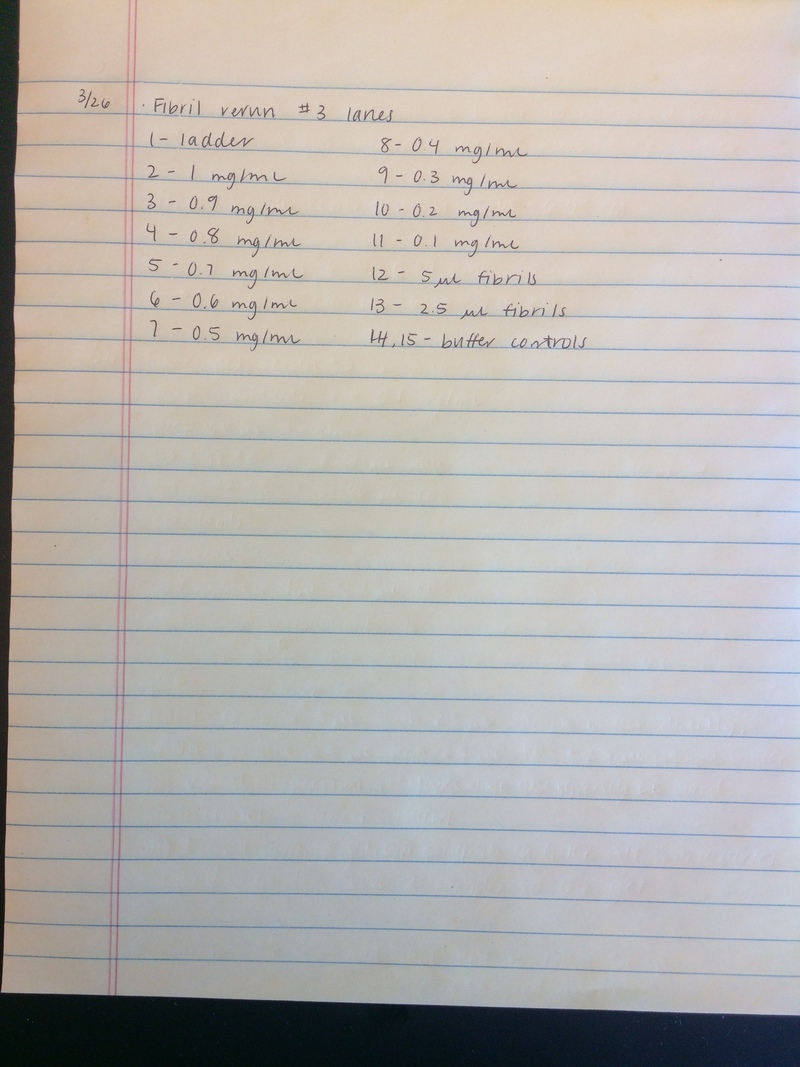 3/26 · Fibril rerun #3 lanes
1 - ladder
2 - 1 mg/mL
3 - 0.9 mg/mL
4 - 0.8 mg/mL
5 - 0.7 mg/mL
6 - 0.6 mg/mL
7 - 0.5 mg/mL
8 - 0.4 mg/mL
9 - 0.3 mg/mL
10 - 0.2 mg/mL
11 - 0.1 mg/mL
12 - 5 µL fibrils
13 - 2.5 µL fibrils
14,15 - buffer controls